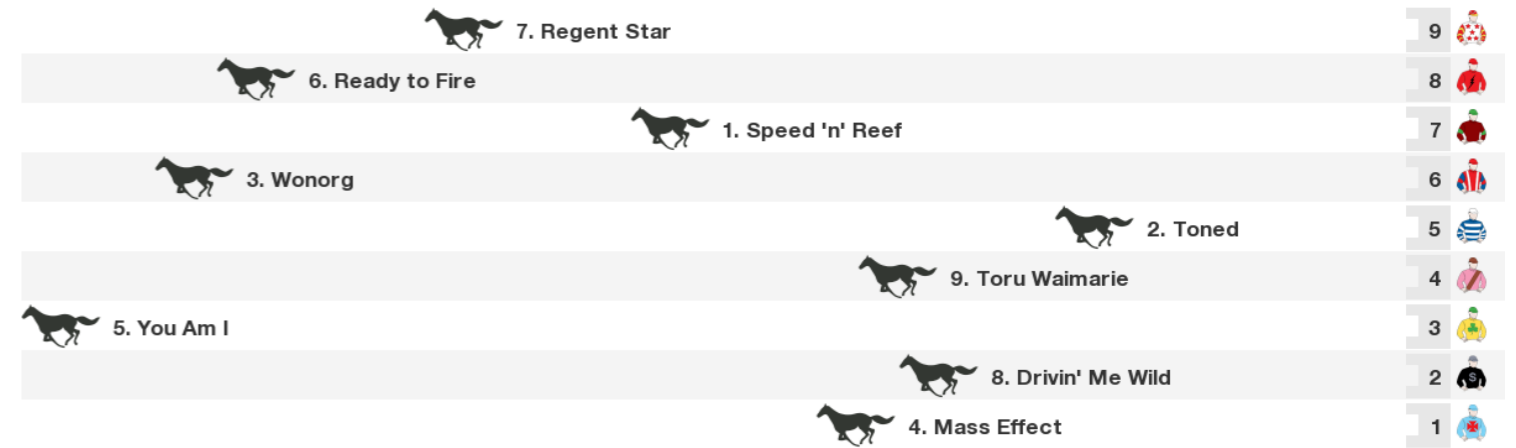 7. Regent Star 9
6. Ready to Fire 8
1. Speed 'n' Reef 7
3. Wonorg 6
2. Toned 5
9. Toru Waimarie 4
5. You Am I 3
8. Drivin' Me Wild 2 S
4. Mass Effect 1